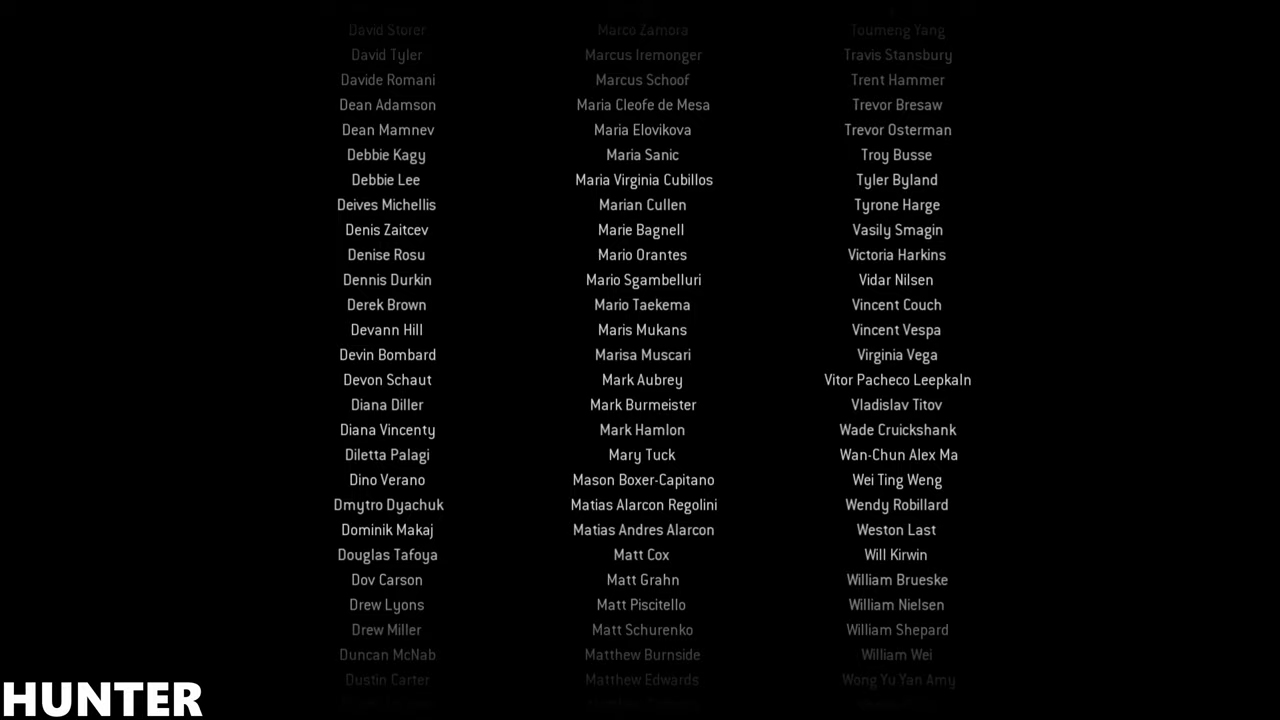 David Storer
David Tyler
Davide Romani
Dean Adamson
Dean Mamnev
Debbie Kagy
Debbie Lee
Deives Michellis
Denis Zaitcev
Denise Rosu
Dennis Durkin
Derek Brown
Devann Hill
Devin Bombard
Devon Schaut
Diana Diller
Diana Vincenty
Diletta Palagi
Dino Verano
Dmytro Dyachuk
Dominik Makaj
Douglas Tafoya
Dov Carson
Drew Lyons
Drew Miller
Duncan McNab
Dustin Carter
Marco Zamora
Marcus Iremonger
Marcus Schoof
Maria Cleofe de Mesa
Maria Elovikova
Maria Sanic
Maria Virginia Cubillos
Marian Cullen
Marie Bagnell
Mario Orantes
Mario Sgambelluri
Mario Taekema
Maris Mukans
Marisa Muscari
Mark Aubrey
Mark Burmeister
Mark Hamlon
Mary Tuck
Mason Boxer-Capitano
Matias Alarcon Regolini
Matias Andres Alarcon
Matt Cox
Matt Grahn
Matt Piscitello
Matt Schurenko
Matthew Burnside
Matthew Edwards
Toumeng Yang
Travis Stansbury
Trent Hammer
Trevor Bresaw
Trevor Osterman
Troy Busse
Tyler Byland
Tyrone Harge
Vasily Smagin
Victoria Harkins
Vidar Nilsen
Vincent Couch
Vincent Vespa
Virginia Vega
Vitor Pacheco Leepkaln
Vladislav Titov
Wade Cruickshank
Wan-Chun Alex Ma
Wei Ting Weng
Wendy Robillard
Weston Last
Will Kirwin
William Brueske
William Nielsen
William Shepard
William Wei
Wong Yu Yan Amy
HUNTER